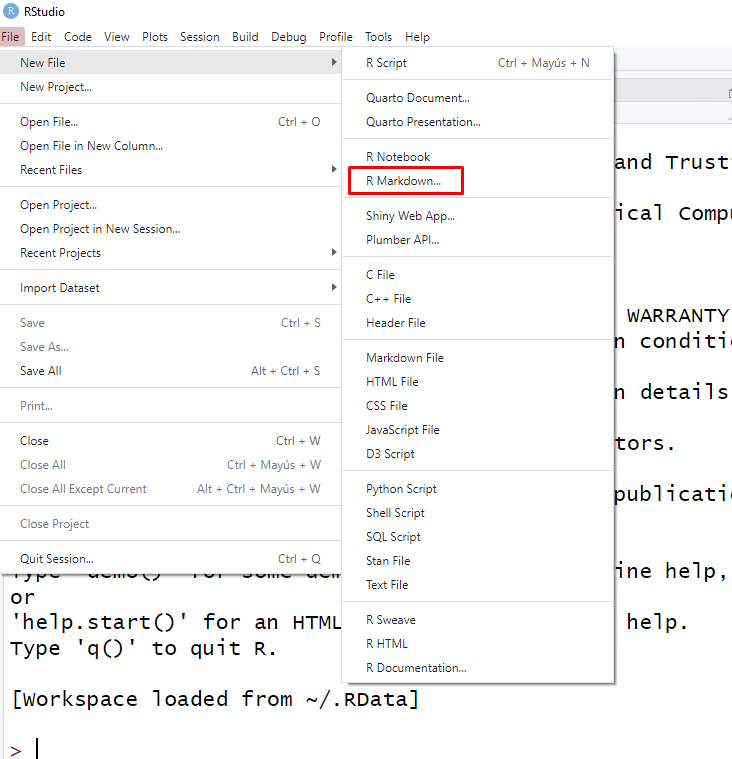 RStudio
File Edit Code View Plots Session Build Debug Profile Tools Help
New File
New Project...
Open File... Ctrl + O
Open File in New Column...
Recent Files
Open Project...
Open Project in New Session...
Recent Projects
Import Dataset
Save Ctrl + S
Save As...
Save All Alt + Ctrl + S
Print...
Close Ctrl + W
Close All Ctrl + Mayús + W
Close All Except Current Alt + Ctrl + Mayús + W
Close Project
Quit Session... Ctrl + Q
R Script Ctrl + Mayús + N
Quarto Document...
Quarto Presentation...
R Notebook
R Markdown...
Shiny Web App...
Plumber API...
C File
C++ File
Header File
Markdown File
HTML File
CSS File
JavaScript File
D3 Script
Python Script
Shell Script
SQL Script
Stan File
Text File
R Sweave
R HTML
R Documentation...
and Trust
ical Compu
WARRANTY
n conditi
n details
tors.
publicati
Type 'demo()' for some dem ine help,
or
'help.start()' for an HTML help.
Type 'q()' to quit R.
[Workspace loaded from ~/.RData]
>